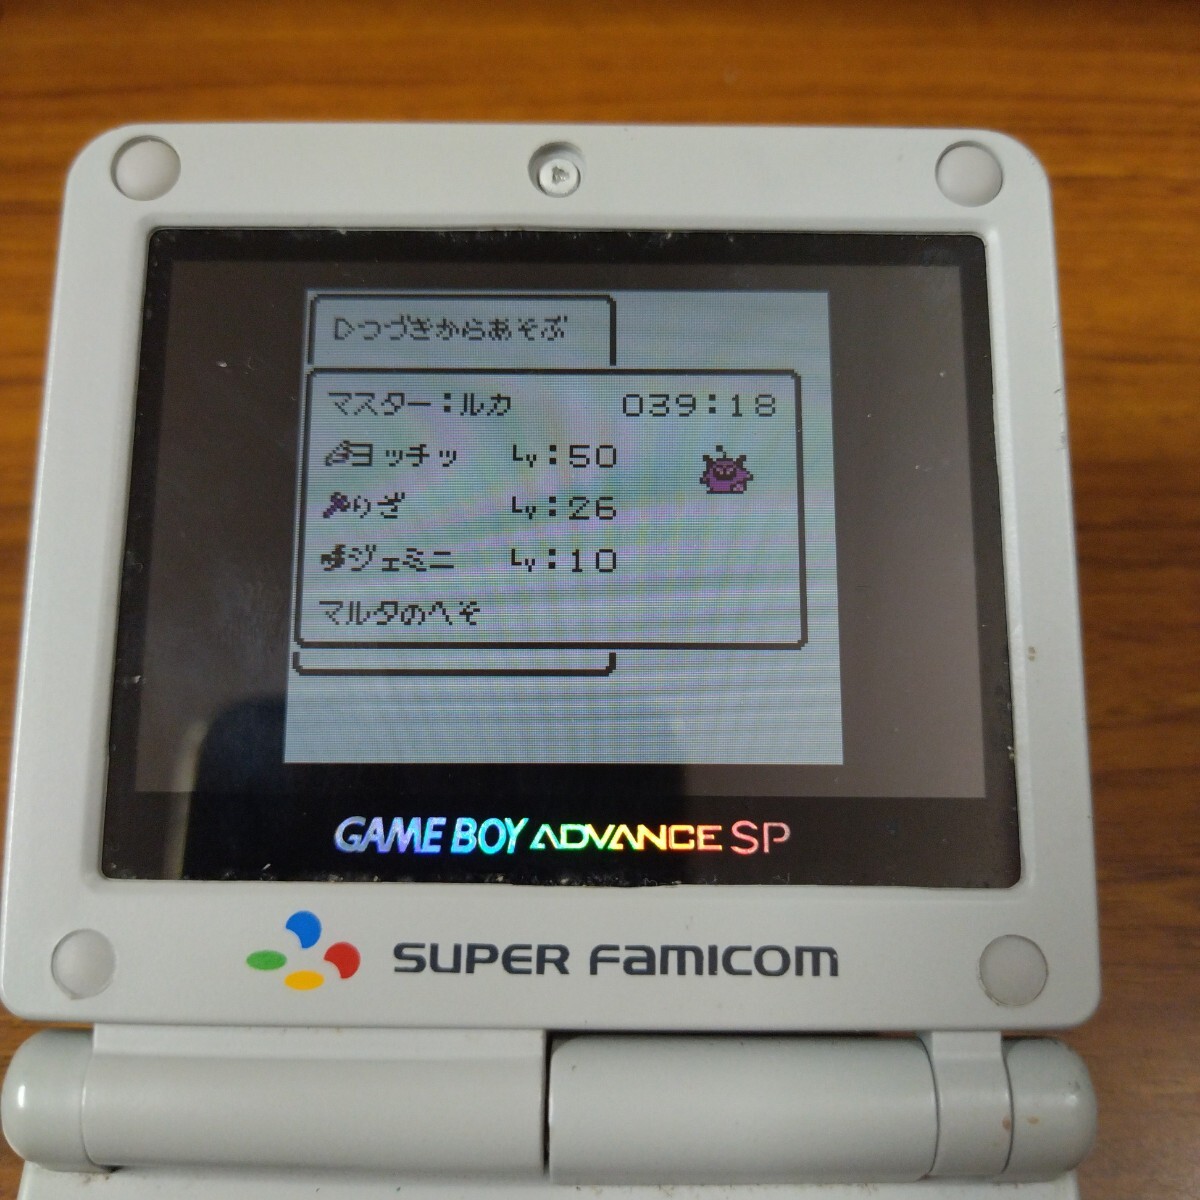 ▷つづきからあそぶ
マスター:ルカ 039:18
ヨッチッ Lv:50
りざ Lv:26
ジェミニ Lv:10
マルタのへそ
GAME BOY ADVANCE SP
SUPER FAMICOM